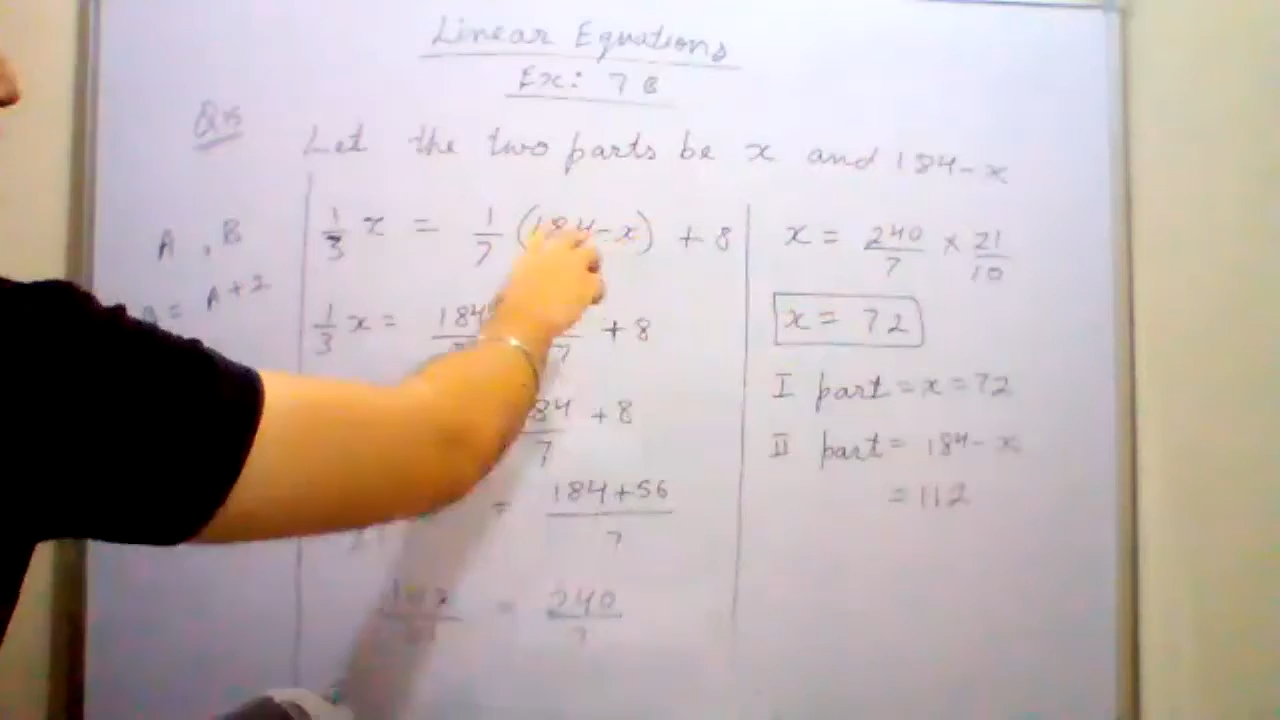 Linear Equations
Ex: 7 B
Q15
Let the two parts be x and 184 - x
A, B
= A + 2
1/3 x = 1/7 (184 - x) + 8
1/3 x = 184 + 8
84/7 + 8
= 184 + 56 / 7
= 240 / 7
x = 240/7 × 21/10
x = 72
I part = x = 72
II part = 184 - x
= 112